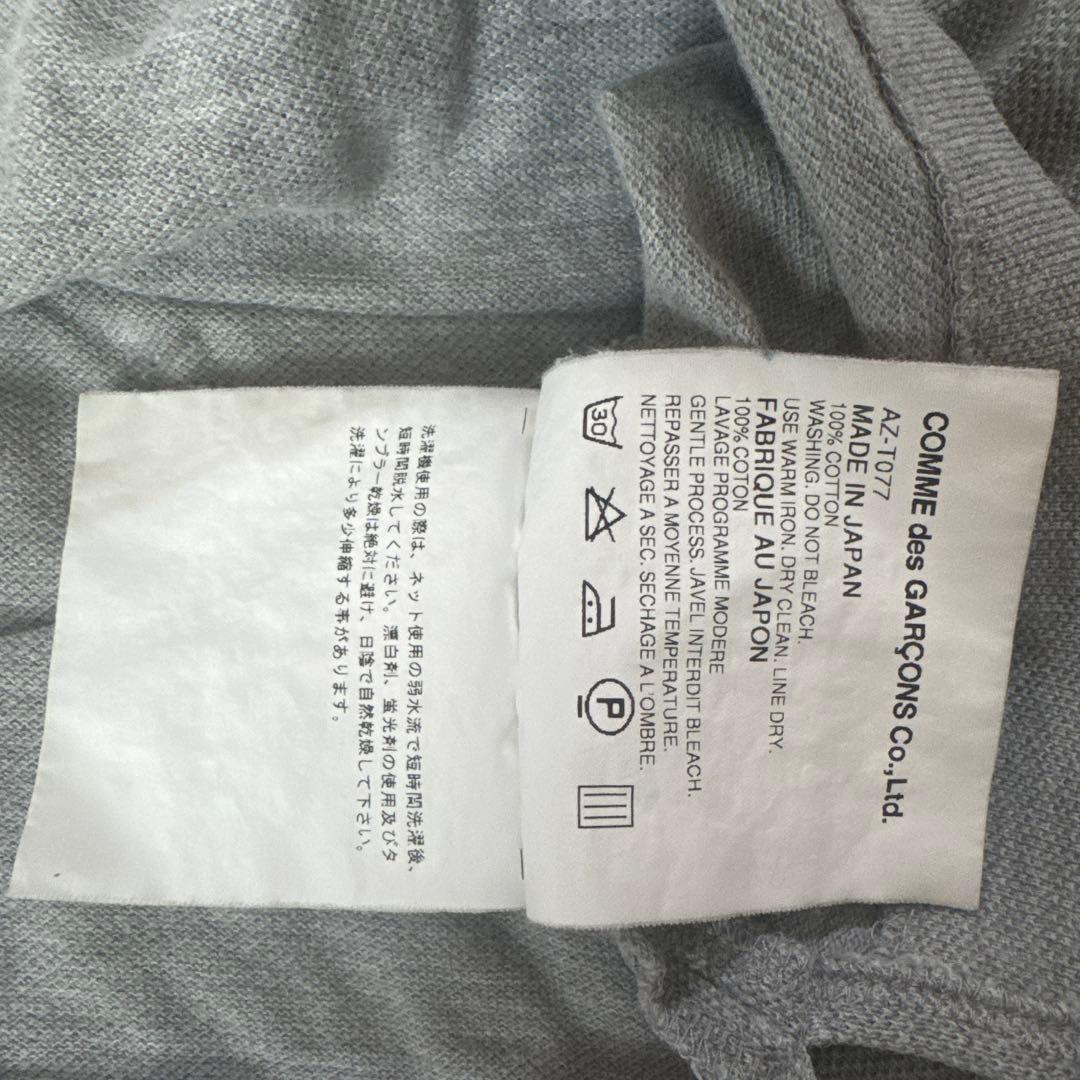 COMME des GARÇONS Co.,Ltd.
AZ-T077
MADE IN JAPAN
100% COTTON
WASHING. DO NOT BLEACH.
USE WARM IRON. DRY CLEAN. LINE DRY.
FABRIQUE AU JAPON
100% COTON
LAVAGE PROGRAMME MODERE
GENTLE PROCESS. JAVEL INTERDIT BLEACH.
REPASSER A MOYENNE TEMPERATURE.
NETTOYAGE A SEC. SECHAGE A L'OMBRE.
30
P
洗濯機使用の際は、ネット使用の弱水流で短時間洗濯後、
短時間脱水してください。漂白剤、蛍光剤の使用及びタ
ンブラー乾燥は絶対に避け、日陰で自然乾燥して下さい。
洗濯により多少伸縮する事があります。